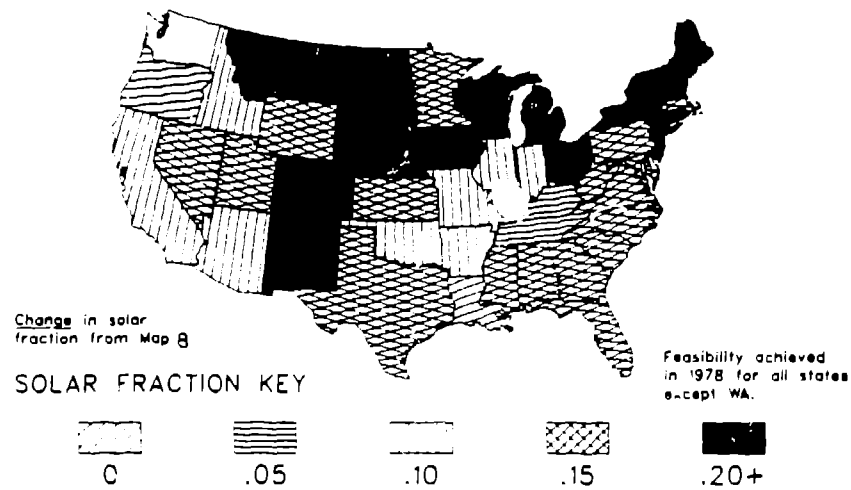 Change in solar
fraction from Map 8
Feasibility achieved
in 1978 for all states
except WA.
SOLAR FRACTION KEY
0
.05
.10
.15
.20+